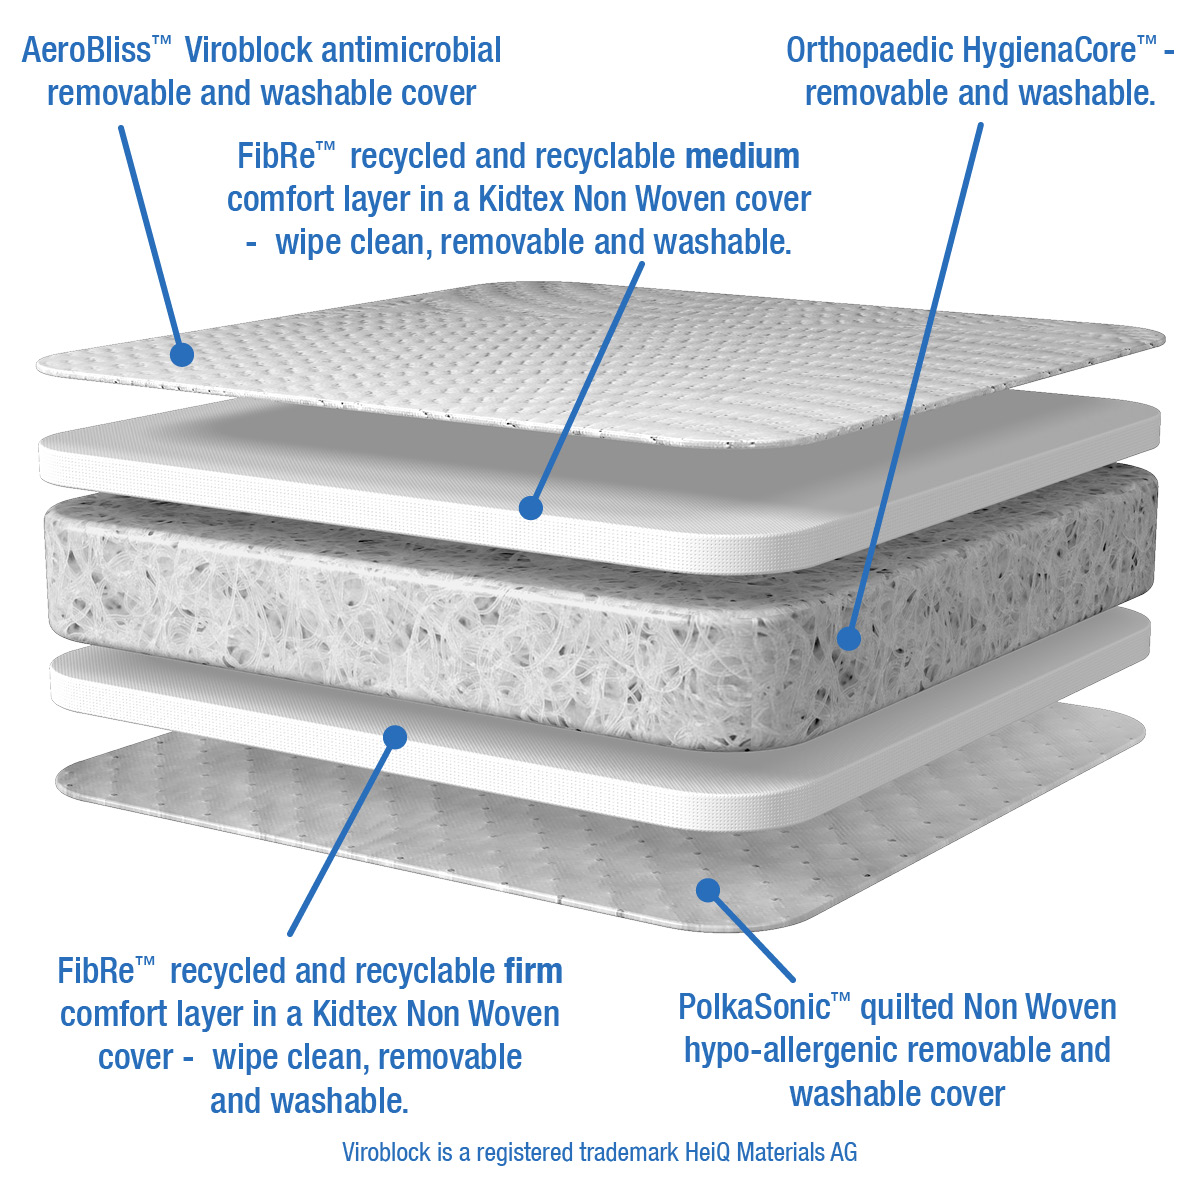 AeroBliss™ Viroblock antimicrobial
removable and washable cover
Orthopaedic HygienaCore™ -
removable and washable.
FibRe™ recycled and recyclable medium
comfort layer in a Kidtex Non Woven cover
- wipe clean, removable and washable.
FibRe™ recycled and recyclable firm
comfort layer in a Kidtex Non Woven
cover - wipe clean, removable
and washable.
PolkaSonic™ quilted Non Woven
hypo-allergenic removable and
washable cover
Viroblock is a registered trademark HeiQ Materials AG